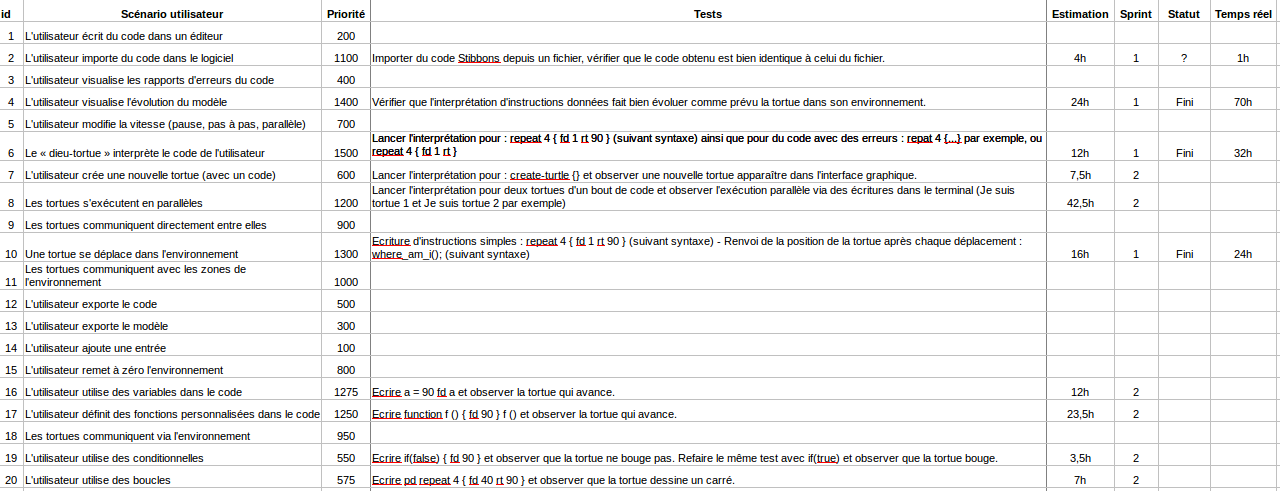 id Scénario utilisateur Priorité Tests Estimation Sprint Statut Temps réel
1 L'utilisateur écrit du code dans un éditeur 200
2 L'utilisateur importe du code dans le logiciel 1100 Importer du code Stibbons depuis un fichier, vérifier que le code obtenu est bien identique à celui du fichier. 4h 1 ? 1h
3 L'utilisateur visualise les rapports d'erreurs du code 400
4 L'utilisateur visualise l'évolution du modèle 1400 Vérifier que l'interprétation d'instructions données fait bien évoluer comme prévu la tortue dans son environnement. 24h 1 Fini 70h
5 L'utilisateur modifie la vitesse (pause, pas à pas, parallèle) 700
Lancer l'interprétation pour : repeat 4 { fd 1 rt 90 } (suivant syntaxe) ainsi que pour du code avec des erreurs : repat 4 {...} par exemple, ou
6 Le « dieu-tortue » interprète le code de l'utilisateur 1500 repeat 4 { fd 1 rt } 12h 1 Fini 32h
7 L'utilisateur crée une nouvelle tortue (avec un code) 600 Lancer l'interprétation pour : create-turtle {} et observer une nouvelle tortue apparaître dans l'interface graphique. 7,5h 2
Lancer l'interprétation pour deux tortues d'un bout de code et observer l'exécution parallèle via des écritures dans le terminal (Je suis
8 Les tortues s'exécutent en parallèles 1200 tortue 1 et Je suis tortue 2 par exemple) 42,5h 2
9 Les tortues communiquent directement entre elles 900
Ecriture d'instructions simples : repeat 4 { fd 1 rt 90 } (suivant syntaxe) - Renvoi de la position de la tortue après chaque déplacement :
10 Une tortue se déplace dans l'environnement 1300 where_am_i(); (suivant syntaxe) 16h 1 Fini 24h
Les tortues communiquent avec les zones de
11 l'environnement 1000
12 L'utilisateur exporte le code 500
13 L'utilisateur exporte le modèle 300
14 L'utilisateur ajoute une entrée 100
15 L'utilisateur remet à zéro l'environnement 800
16 L'utilisateur utilise des variables dans le code 1275 Ecrire a = 90 fd a et observer la tortue qui avance. 12h 2
17 L'utilisateur définit des fonctions personnalisées dans le code 1250 Ecrire function f () { fd 90 } f () et observer la tortue qui avance. 23,5h 2
18 Les tortues communiquent via l'environnement 950
19 L'utilisateur utilise des conditionnelles 550 Ecrire if(false) { fd 90 } et observer que la tortue ne bouge pas. Refaire le même test avec if(true) et observer que la tortue bouge. 3,5h 2
20 L'utilisateur utilise des boucles 575 Ecrire pd repeat 4 { fd 40 rt 90 } et observer que la tortue dessine un carré. 7h 2